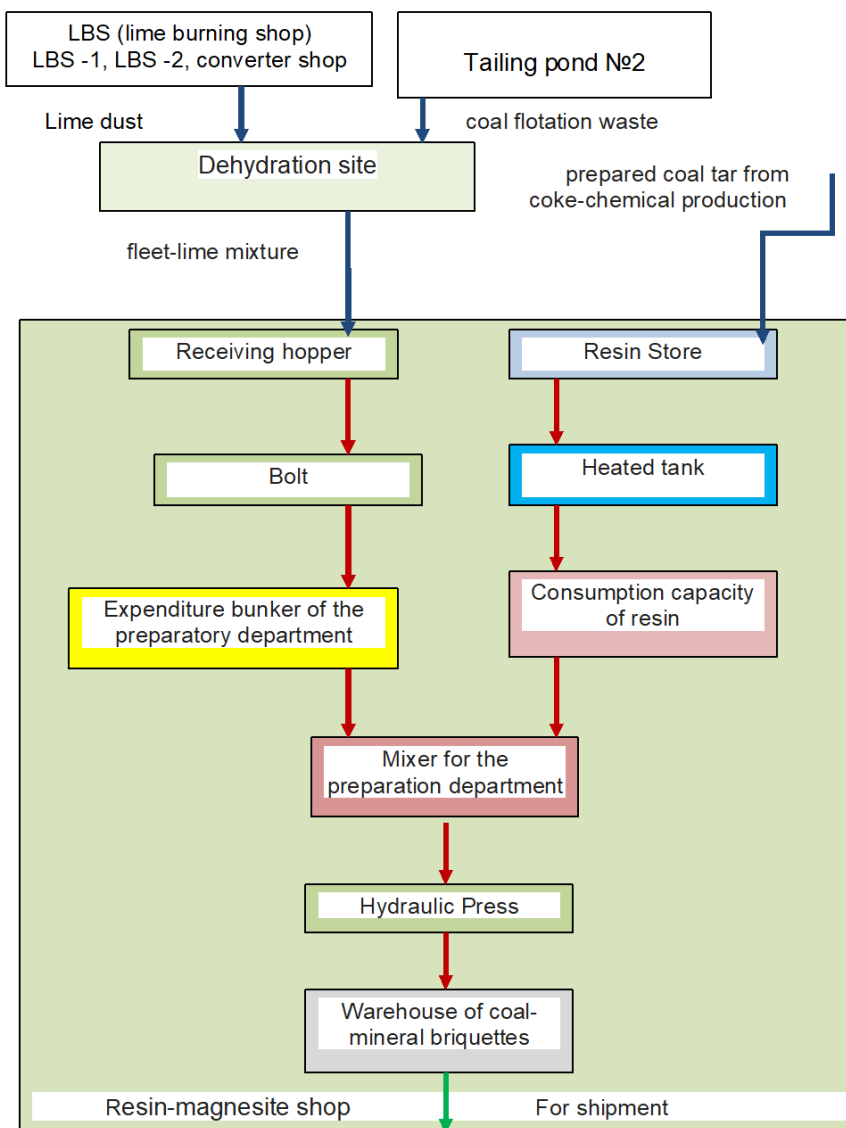 LBS (lime burning shop)
LBS -1, LBS -2, converter shop
Tailing pond №2
Lime dust
coal flotation waste
Dehydration site
prepared coal tar from
coke-chemical production
fleet-lime mixture
Receiving hopper
Resin Store
Bolt
Heated tank
Expenditure bunker of the
preparatory department
Consumption capacity
of resin
Mixer for the
preparation department
Hydraulic Press
Warehouse of coal-
mineral briquettes
Resin-magnesite shop
For shipment